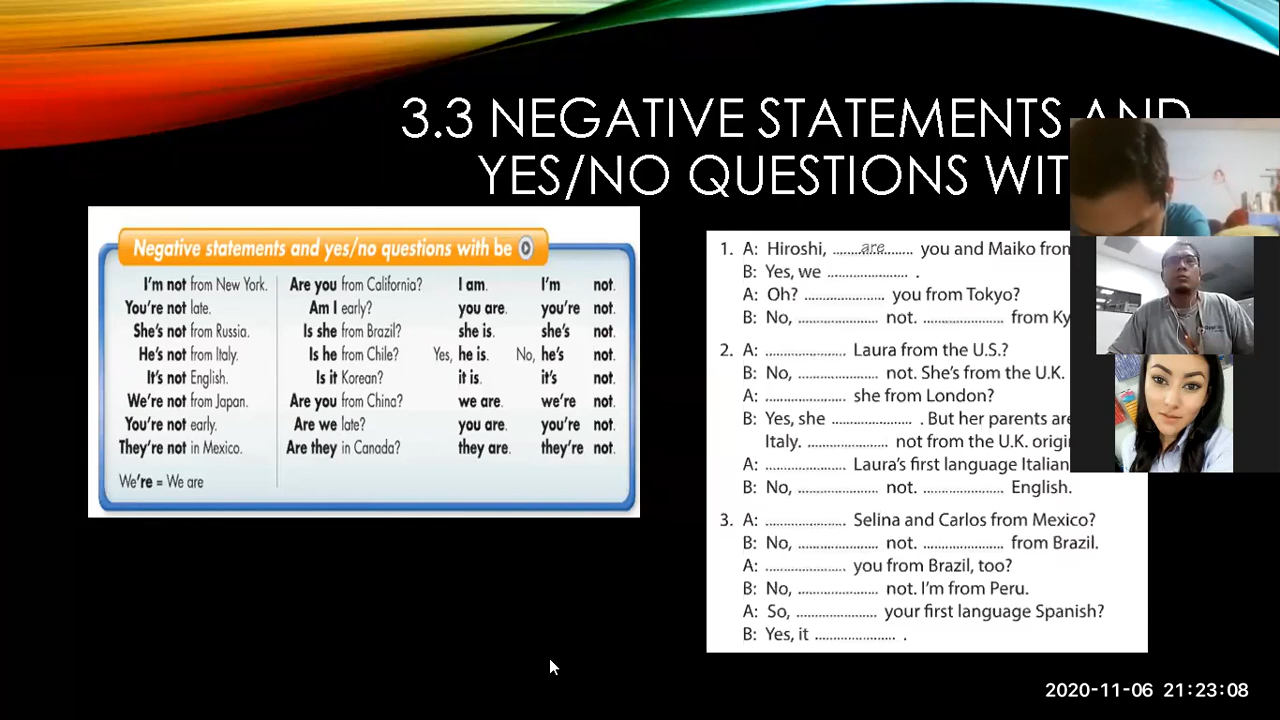 3.3 NEGATIVE STATEMENTS AND
YES/NO QUESTIONS WIT
Negative statements and yes/no questions with be
I'm not from New York.
You're not late.
She's not from Russia.
He's not from Italy.
It's not English.
We're not from Japan.
You're not early.
They're not in Mexico.
We're = We are
Are you from California?
Am I early?
Is she from Brazil?
Is he from Chile?
Is it Korean?
Are you from China?
Are we late?
Are they in Canada?
I am.
you are.
she is.
Yes, he is.
it is.
we are.
you are.
they are.
I'm not.
you're not.
she's not.
No, he's not.
it's not.
we're not.
you're not.
they're not.
1. A: Hiroshi, ....are.... you and Maiko from
B: Yes, we .................... .
A: Oh? .................... you from Tokyo?
B: No, .................... not. .................... from Ky
2. A: .................... Laura from the U.S.?
B: No, .................... not. She's from the U.K.
A: .................... she from London?
B: Yes, she .................... . But her parents are
Italy. .................... not from the U.K. origi
A: .................... Laura's first language Italian
B: No, .................... not. .................... English.
3. A: .................... Selina and Carlos from Mexico?
B: No, .................... not. .................... from Brazil.
A: .................... you from Brazil, too?
B: No, .................... not. I'm from Peru.
A: So, .................... your first language Spanish?
B: Yes, it .................... .
2020-11-06 21:23:08